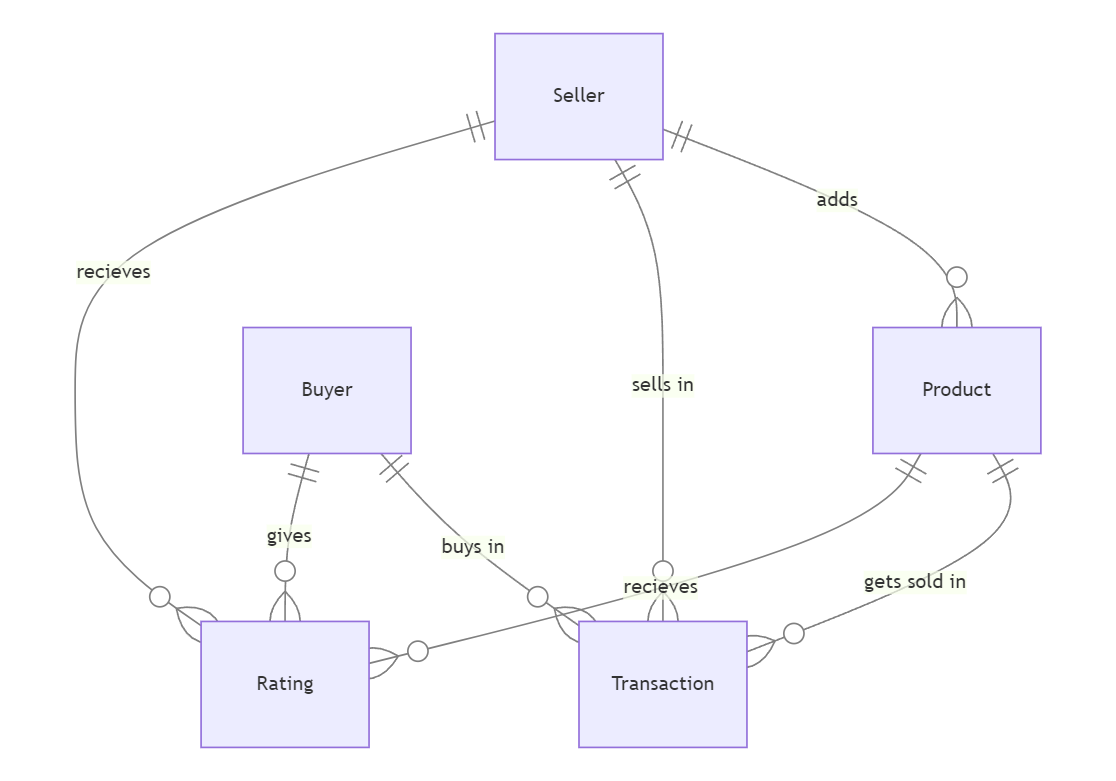 Seller
adds
recieves
sells in
Buyer
Product
gives
buys in
gets sold in
recieves
Rating
Transaction